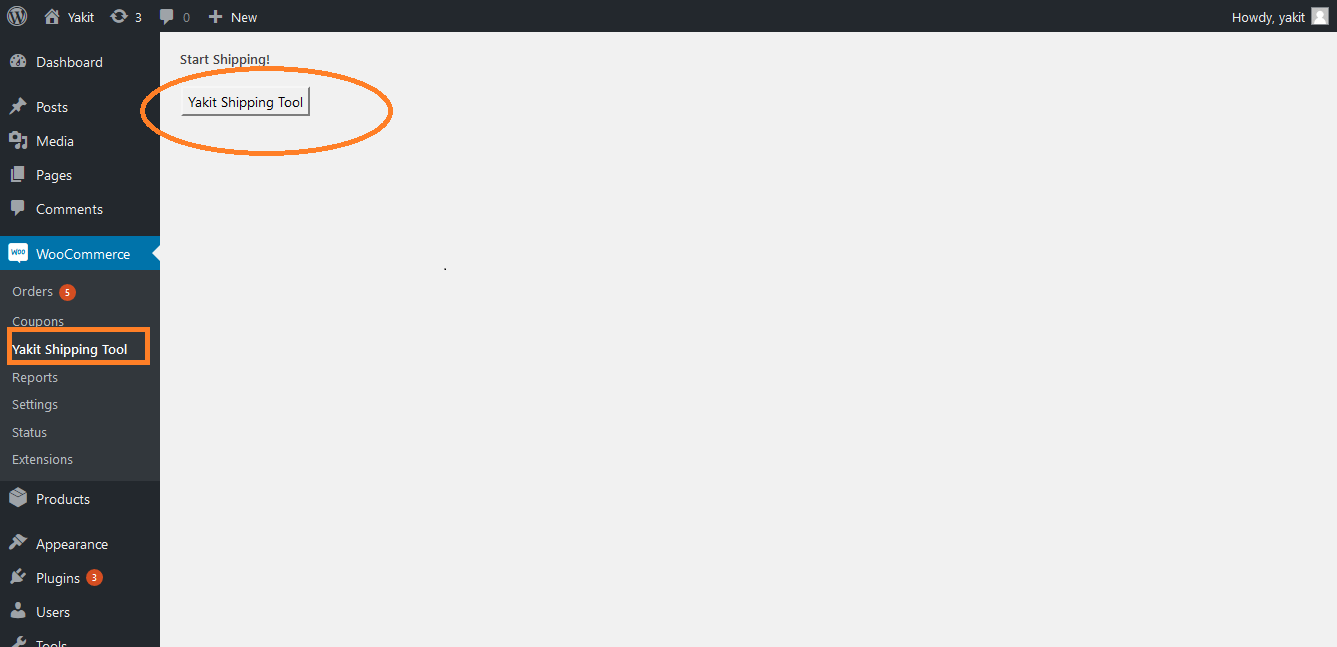 Yakit 3 0 New Howdy, yakit
Dashboard
Posts
Media
Pages
Comments
WooCommerce
Orders 5
Coupons
Yakit Shipping Tool
Reports
Settings
Status
Extensions
Products
Appearance
Plugins 3
Users
Tools
Start Shipping!
Yakit Shipping Tool